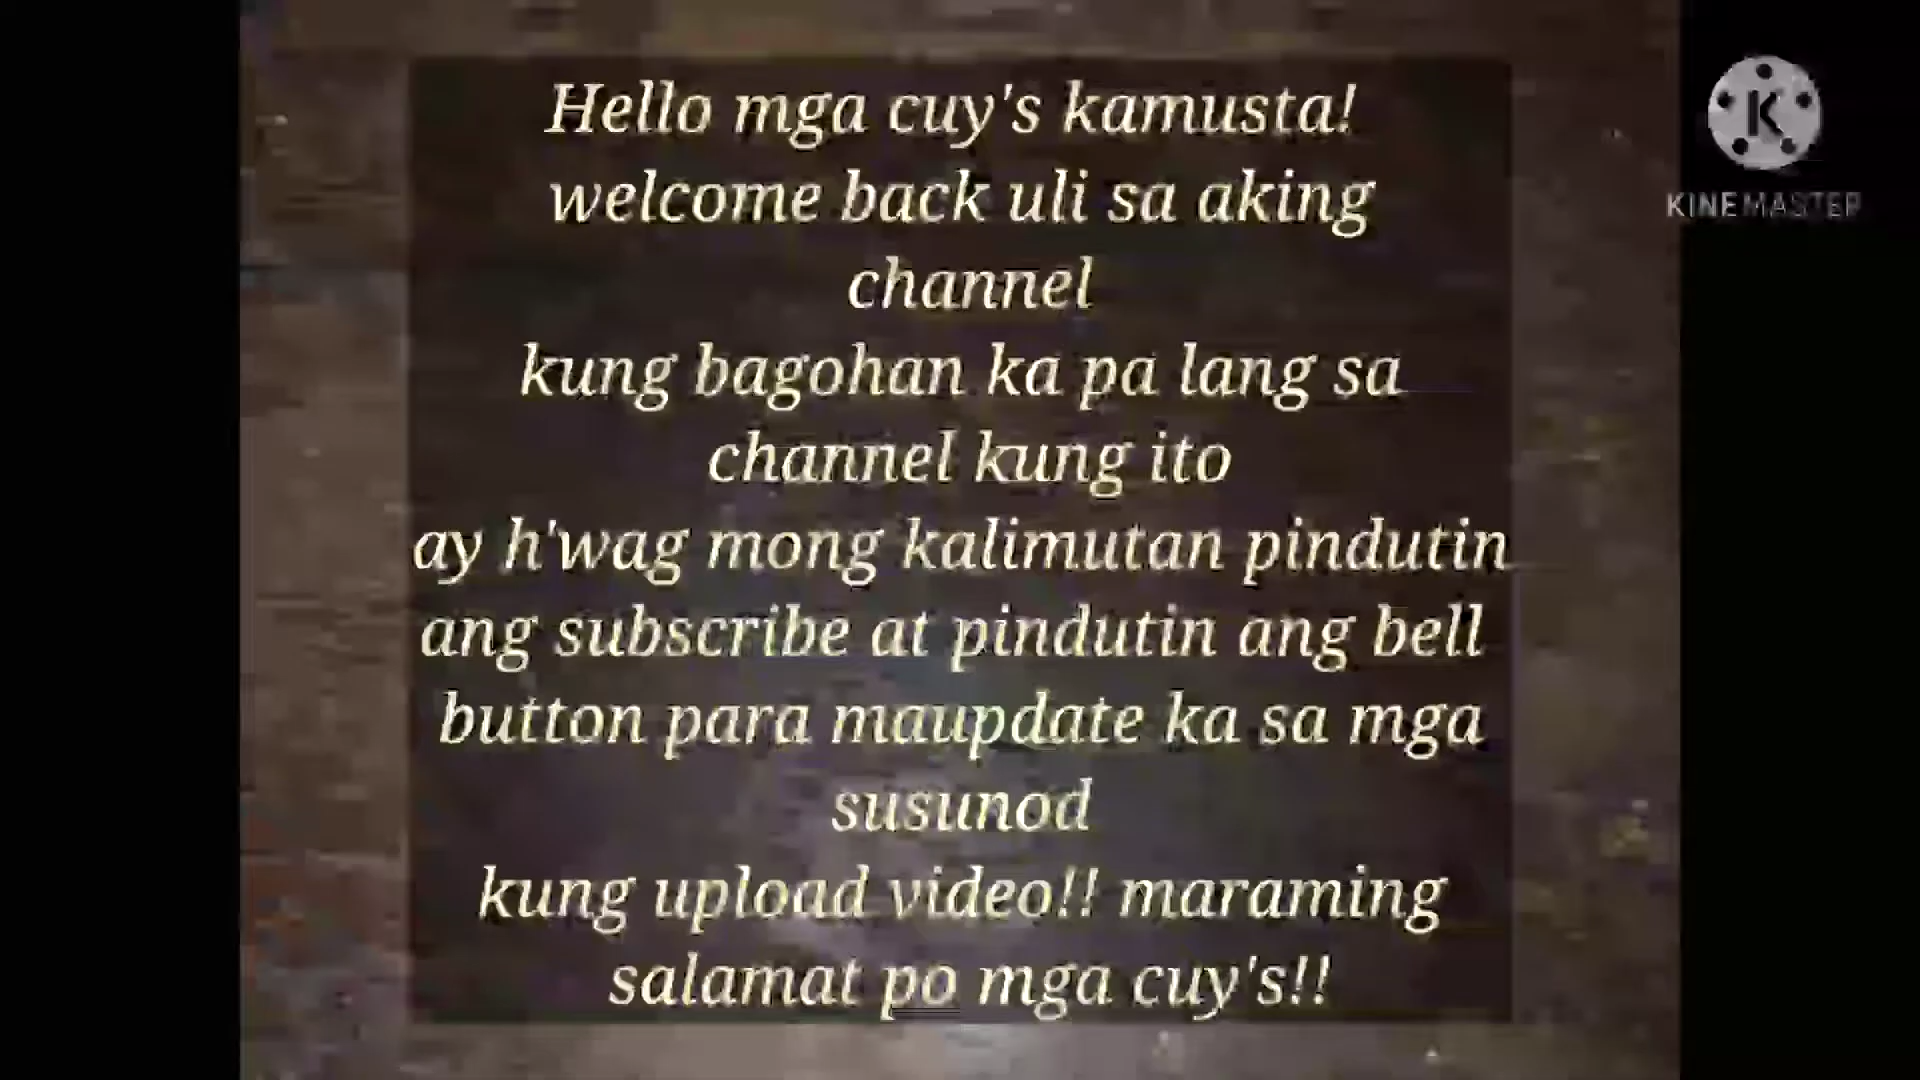 Hello mga cuy's kamusta!
welcome back uli sa aking
channel
kung bagohan ka pa lang sa
channel kung ito
ay h'wag mong kalimutan pindutin
ang subscribe at pindutin ang bell
button para maupdate ka sa mga
susunod
kung upload video!! maraming
salamat po mga cuy's!!
K
KINEMASTER